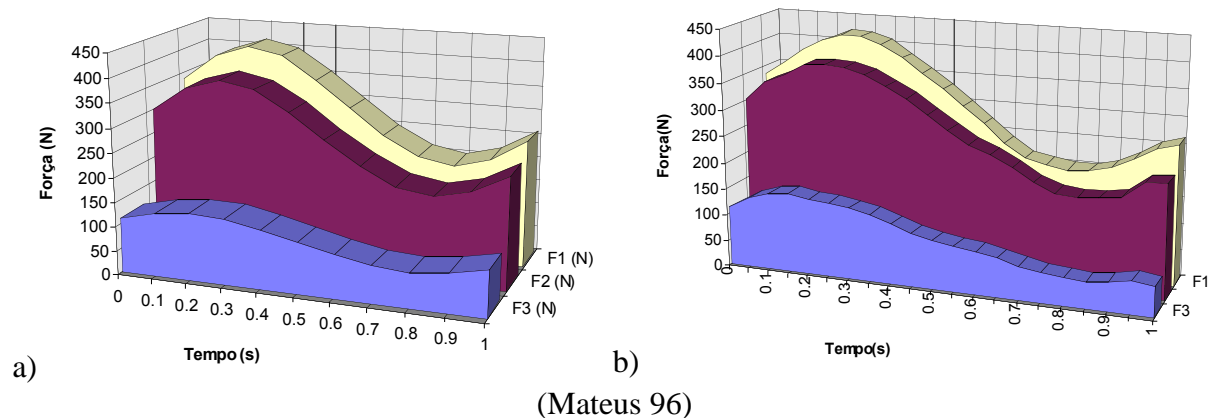 Força (N)
450
400
350
300
250
200
150
100
50
0
0 0.1 0.2 0.3 0.4 0.5 0.6 0.7 0.8 0.9 1
F1 (N)
F2 (N)
F3 (N)
Tempo (s)
a)
Força(N)
450
400
350
300
250
200
150
100
50
0
0 0.1 0.2 0.3 0.4 0.5 0.6 0.7 0.8 0.9 1
F1
F3
Tempo(s)
b)
(Mateus 96)